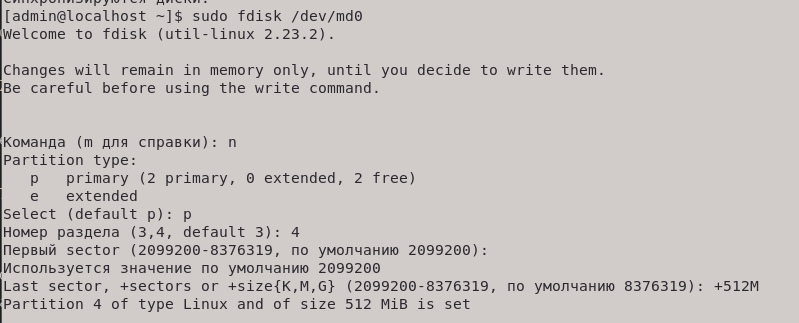 синхронизируются диски.
[admin@localhost ~]$ sudo fdisk /dev/md0
Welcome to fdisk (util-linux 2.23.2).
Changes will remain in memory only, until you decide to write them.
Be careful before using the write command.
Команда (m для справки): n
Partition type:
   p   primary (2 primary, 0 extended, 2 free)
   e   extended
Select (default p): p
Номер раздела (3,4, default 3): 4
Первый sector (2099200-8376319, по умолчанию 2099200):
Используется значение по умолчанию 2099200
Last sector, +sectors or +size{K,M,G} (2099200-8376319, по умолчанию 8376319): +512M
Partition 4 of type Linux and of size 512 MiB is set